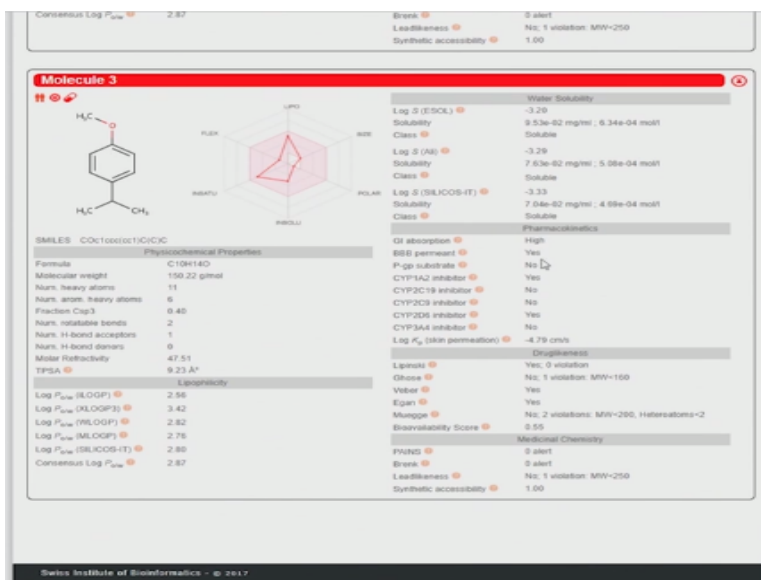 Consensus Log Po/w 2.87
Brenk 0 alert
Leadlikeness No; 1 violation: MW<250
Synthetic accessibility 1.00
Molecule 3
H₃C
O
H₃C
CH₃
LIPO
FLEX
SIZE
INSATU
POLAR
INSOLU
SMILES COc1ccc(cc1)C(C)C
Physicochemical Properties
Formula C10H14O
Molecular weight 150.22 g/mol
Num. heavy atoms 11
Num. arom. heavy atoms 6
Fraction Csp3 0.40
Num. rotatable bonds 2
Num. H-bond acceptors 1
Num. H-bond donors 0
Molar Refractivity 47.51
TPSA 9.23 Å²
Lipophilicity
Log Po/w (iLOGP) 2.56
Log Po/w (XLOGP3) 3.42
Log Po/w (WLOGP) 2.82
Log Po/w (MLOGP) 2.76
Log Po/w (SILICOS-IT) 2.80
Consensus Log Po/w 2.87
Water Solubility
Log S (ESOL) -3.20
Solubility 9.53e-02 mg/ml ; 6.34e-04 mol/l
Class Soluble
Log S (Ali) -3.29
Solubility 7.63e-02 mg/ml ; 5.08e-04 mol/l
Class Soluble
Log S (SILICOS-IT) -3.33
Solubility 7.04e-02 mg/ml ; 4.69e-04 mol/l
Class Soluble
Pharmacokinetics
GI absorption High
BBB permeant Yes
P-gp substrate No
CYP1A2 inhibitor Yes
CYP2C19 inhibitor No
CYP2C9 inhibitor No
CYP2D6 inhibitor Yes
CYP3A4 inhibitor No
Log Kp (skin permeation) -4.79 cm/s
Druglikeness
Lipinski Yes; 0 violation
Ghose No; 1 violation: MW<160
Veber Yes
Egan Yes
Muegge No; 2 violations: MW<200, Heteroatoms<2
Bioavailability Score 0.55
Medicinal Chemistry
PAINS 0 alert
Brenk 0 alert
Leadlikeness No; 1 violation: MW<250
Synthetic accessibility 1.00
Swiss Institute of Bioinformatics - © 2017